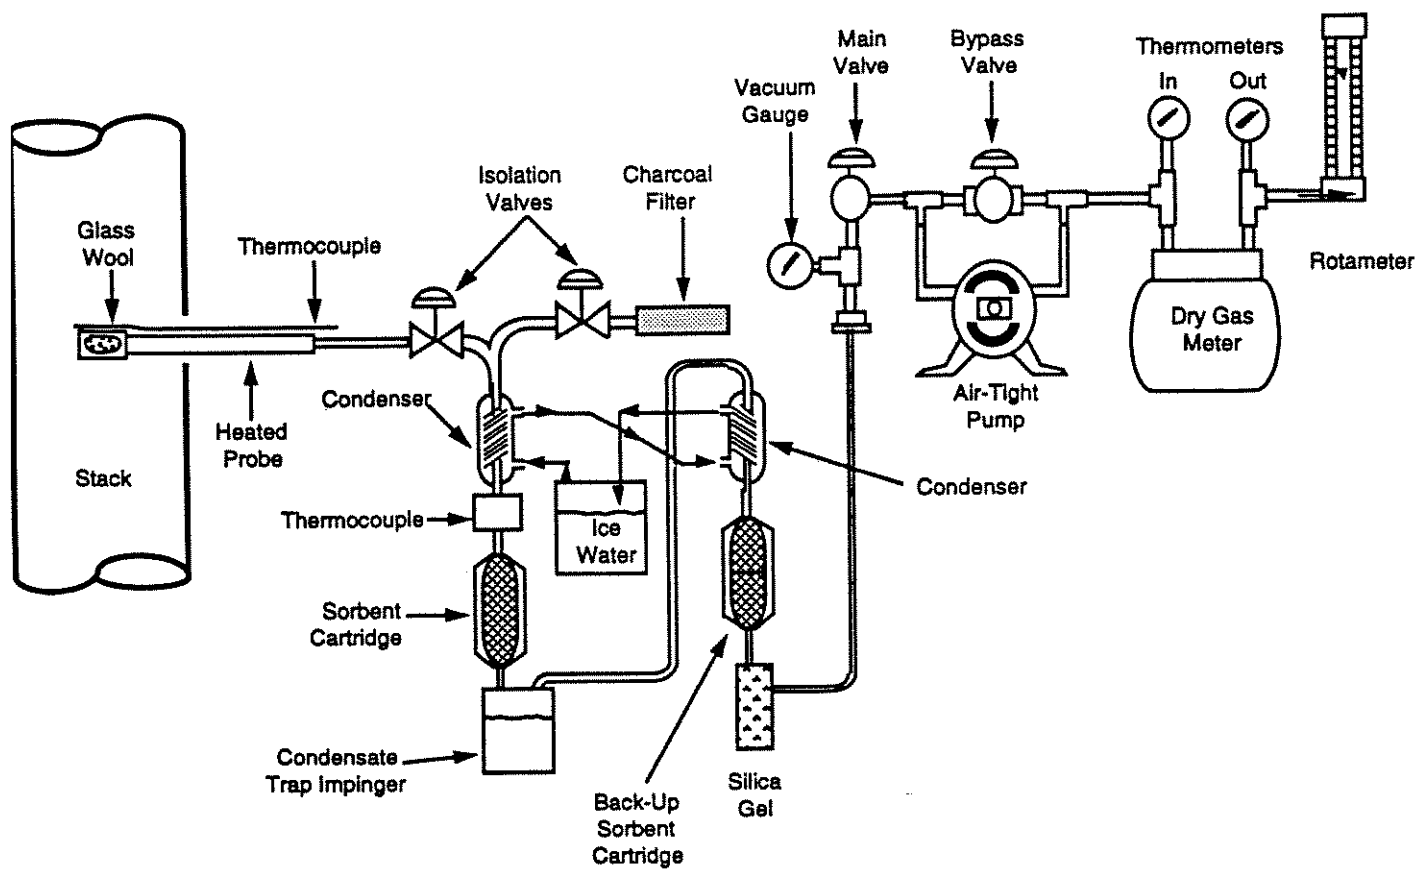 Main
Valve
Bypass
Valve
Thermometers
In
Out
Vacuum
Gauge
Isolation
Valves
Charcoal
Filter
Glass
Wool
Thermocouple
Rotameter
Dry Gas
Meter
Air-Tight
Pump
Condenser
Heated
Probe
Stack
Condenser
Thermocouple
Ice
Water
Sorbent
Cartridge
Condensate
Trap Impinger
Silica
Gel
Back-Up
Sorbent
Cartridge